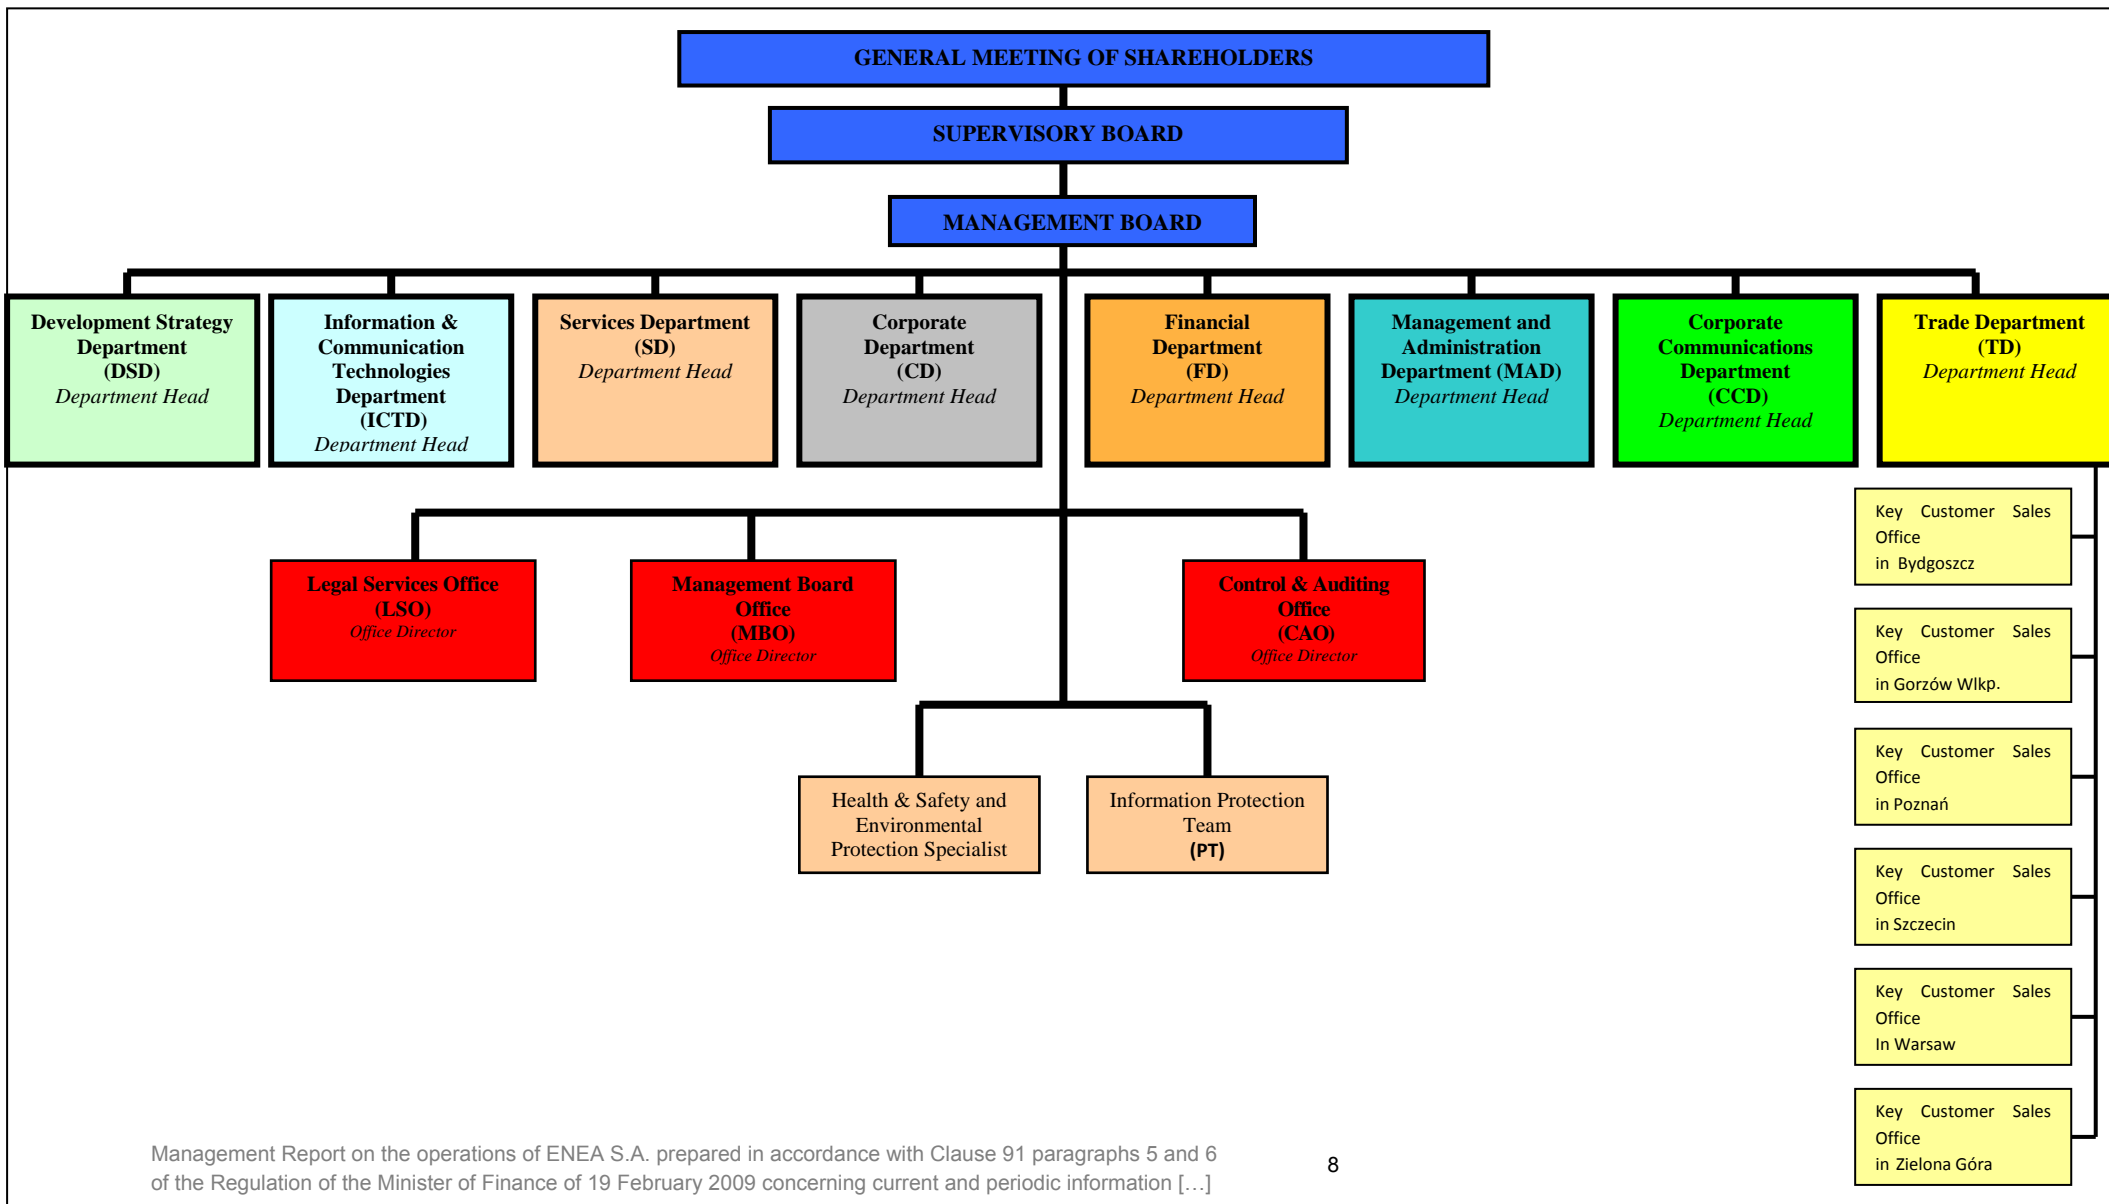 GENERAL MEETING OF SHAREHOLDERS
SUPERVISORY BOARD
MANAGEMENT BOARD
Development Strategy
Department
(DSD)
Department Head
Information &
Communication
Technologies
Department
(ICTD)
Department Head
Services Department
(SD)
Department Head
Corporate
Department
(CD)
Department Head
Financial
Department
(FD)
Department Head
Management and
Administration
Department (MAD)
Department Head
Corporate
Communications
Department
(CCD)
Department Head
Trade Department
(TD)
Department Head
Legal Services Office
(LSO)
Office Director
Management Board
Office
(MBO)
Office Director
Control & Auditing
Office
(CAO)
Office Director
Health & Safety and
Environmental
Protection Specialist
Information Protection
Team
(PT)
Key Customer Sales
Office
in Bydgoszcz
Key Customer Sales
Office
in Gorzów Wlkp.
Key Customer Sales
Office
in Poznań
Key Customer Sales
Office
in Szczecin
Key Customer Sales
Office
In Warsaw
Key Customer Sales
Office
in Zielona Góra
Management Report on the operations of ENEA S.A. prepared in accordance with Clause 91 paragraphs 5 and 6
of the Regulation of the Minister of Finance of 19 February 2009 concerning current and periodic information […]
8